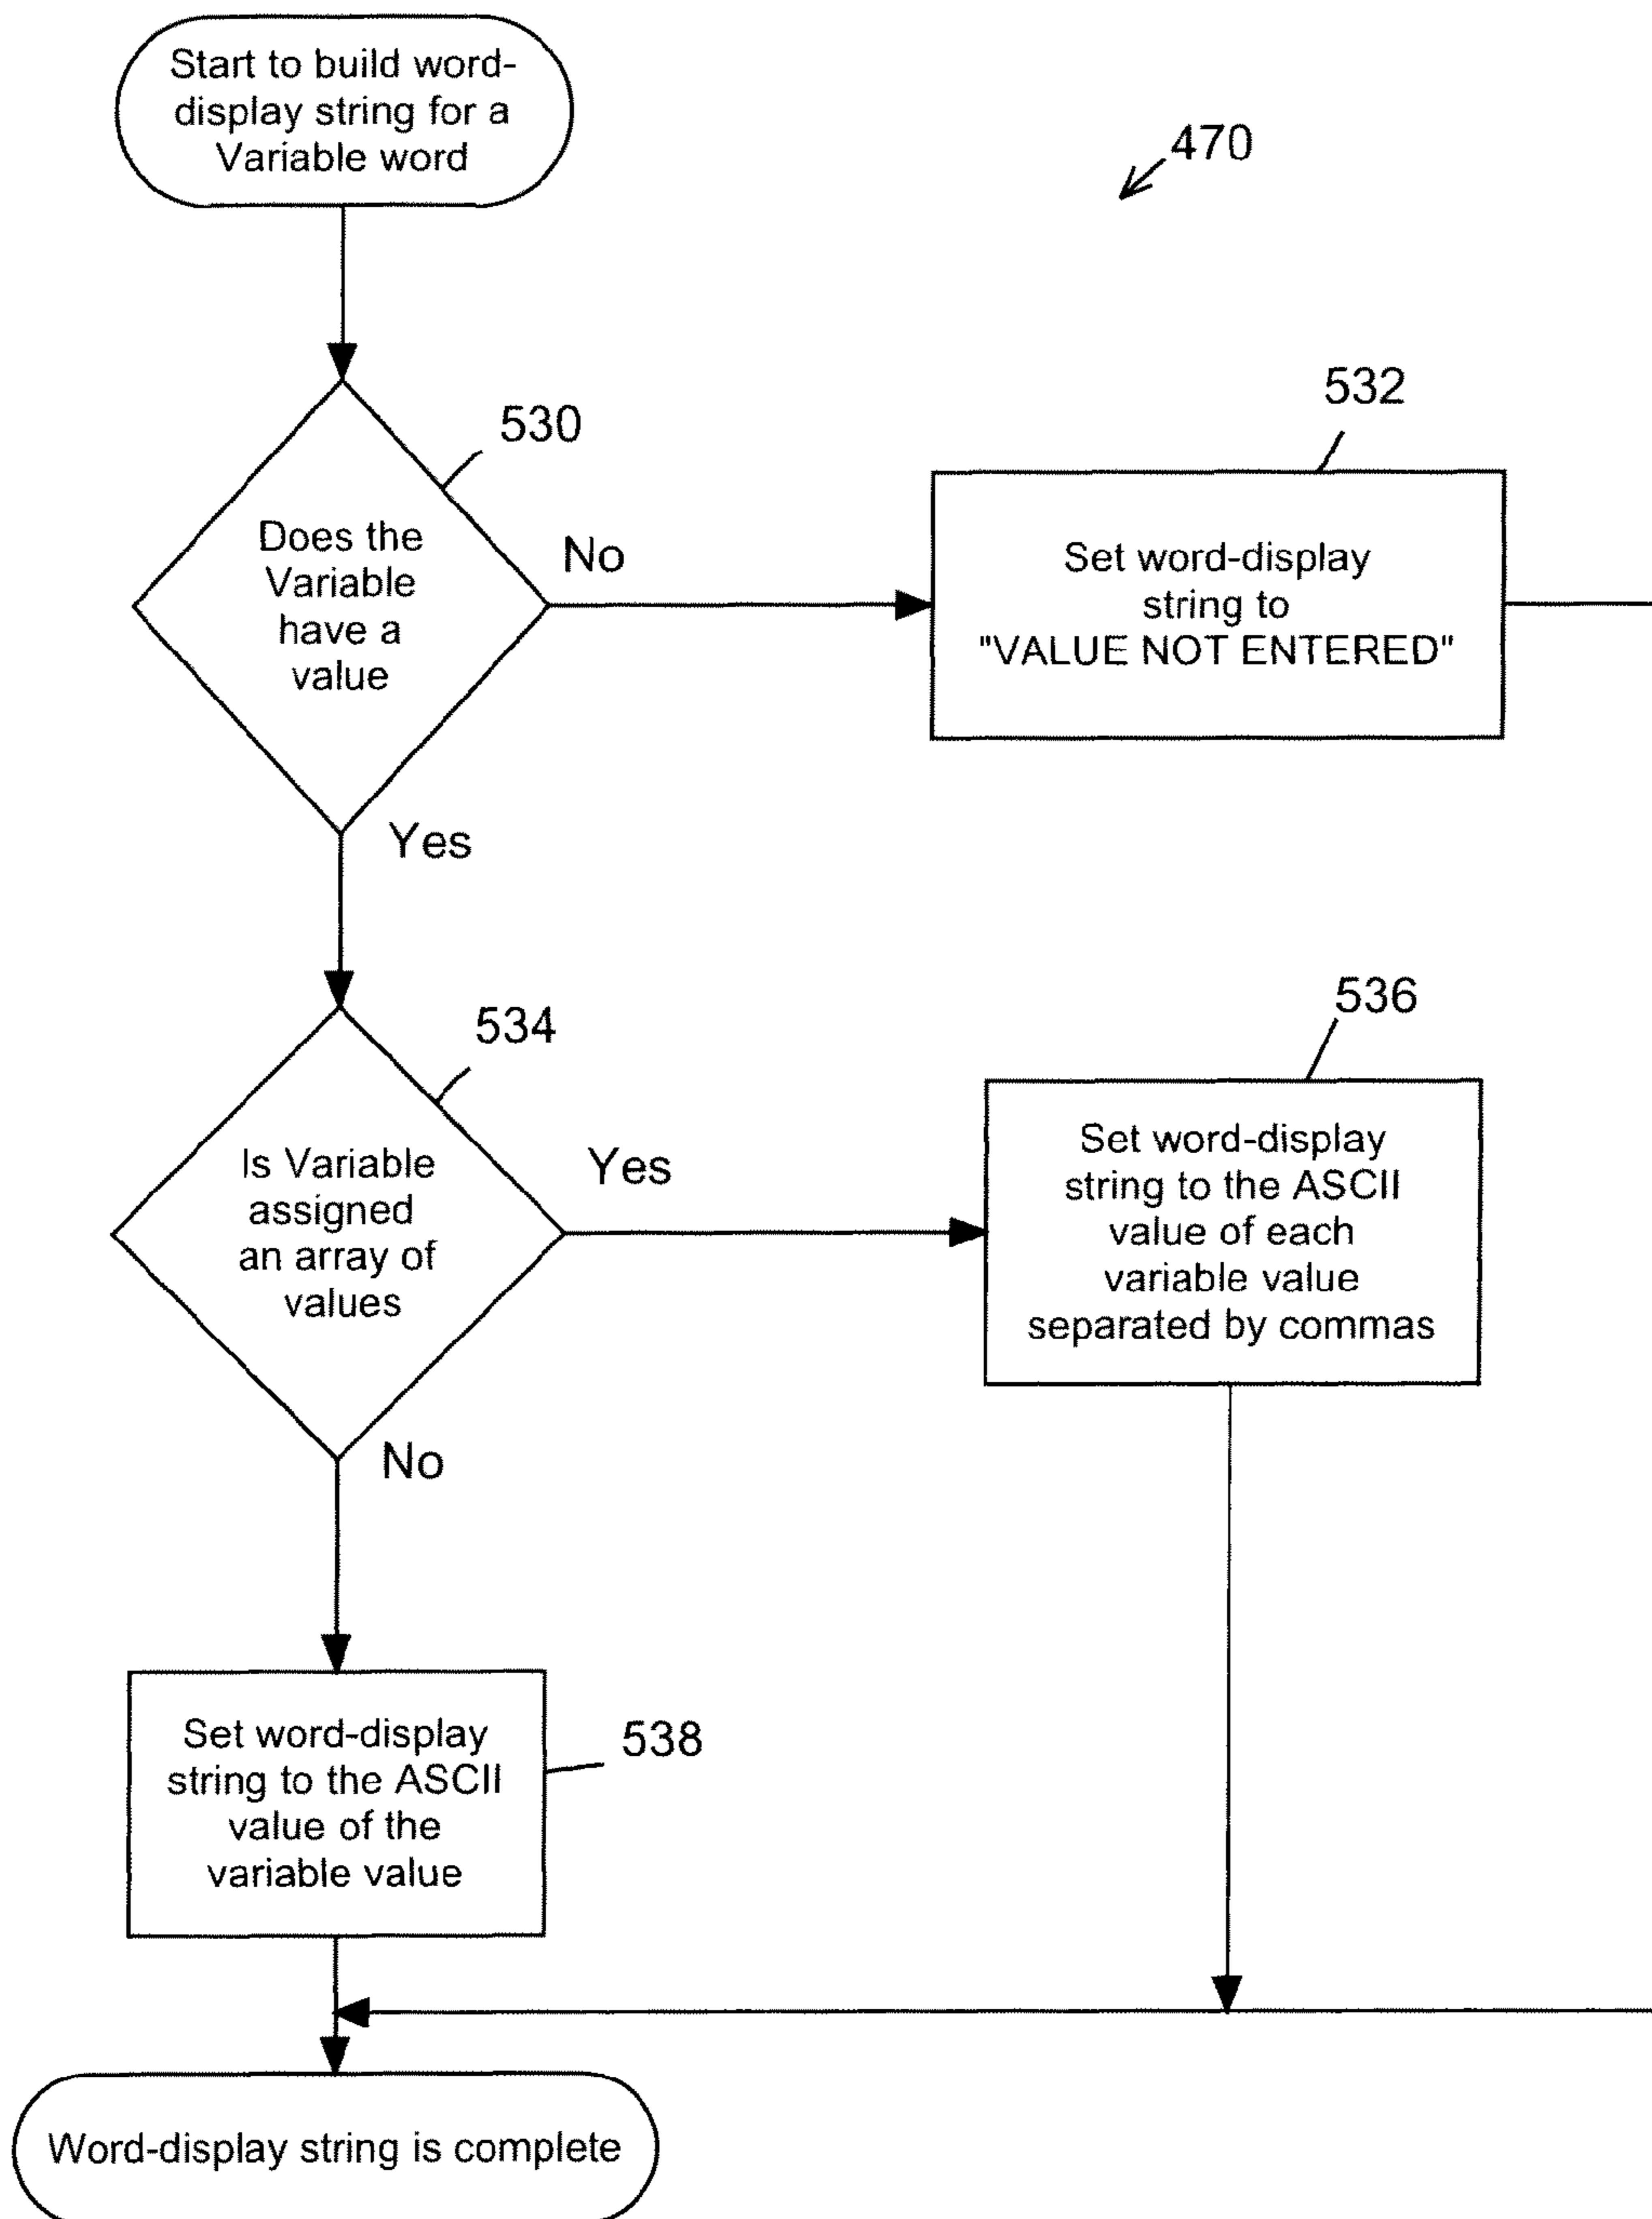 Start to build word-
display string for a
Variable word
470
530
Does the
Variable
have a
value
No
532
Set word-display
string to
"VALUE NOT ENTERED"
Yes
534
Is Variable
assigned
an array of
values
Yes
536
Set word-display
string to the ASCII
value of each
variable value
separated by commas
No
Set word-display
string to the ASCII
value of the
variable value
538
Word-display string is complete